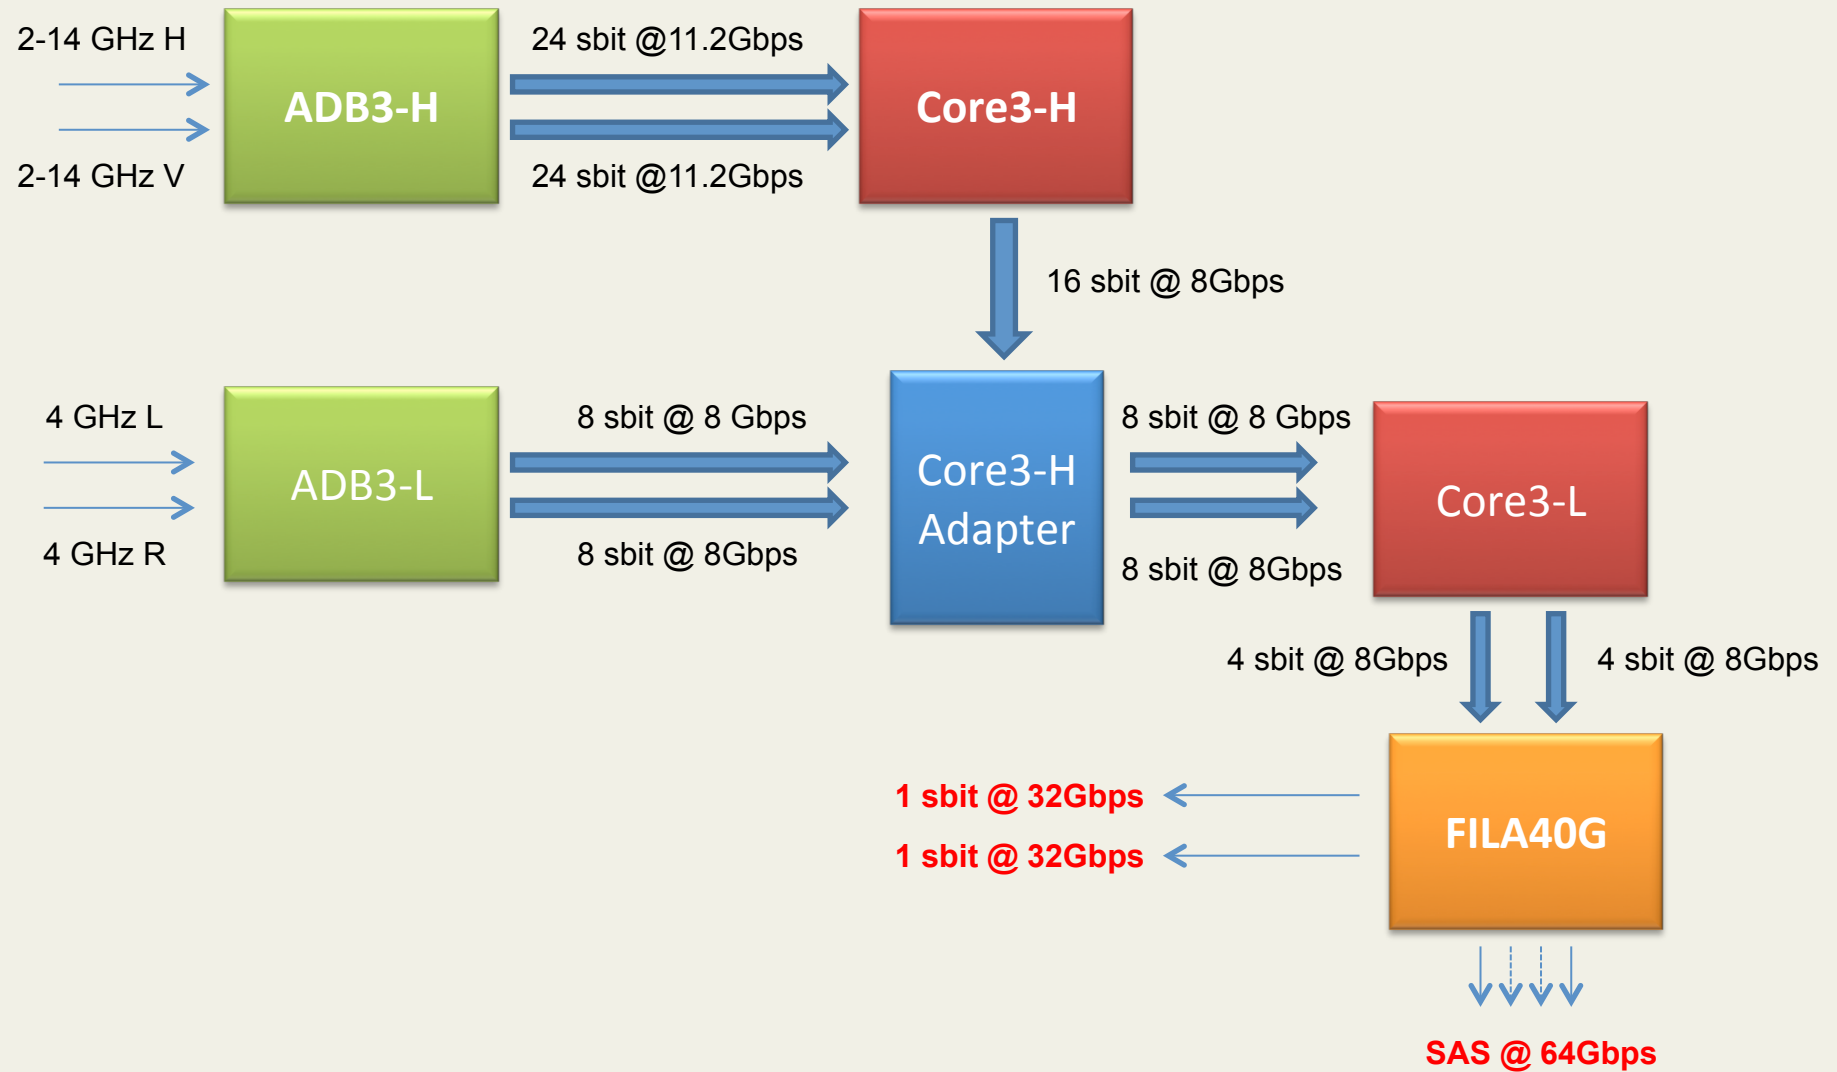 2-14 GHz H
24 sbit @11.2Gbps
ADB3-H
Core3-H
2-14 GHz V
24 sbit @11.2Gbps
16 sbit @ 8Gbps
4 GHz L
8 sbit @ 8 Gbps
8 sbit @ 8 Gbps
ADB3-L
Core3-H
Adapter
Core3-L
4 GHz R
8 sbit @ 8Gbps
8 sbit @ 8Gbps
4 sbit @ 8Gbps
4 sbit @ 8Gbps
1 sbit @ 32Gbps
FILA40G
1 sbit @ 32Gbps
SAS @ 64Gbps